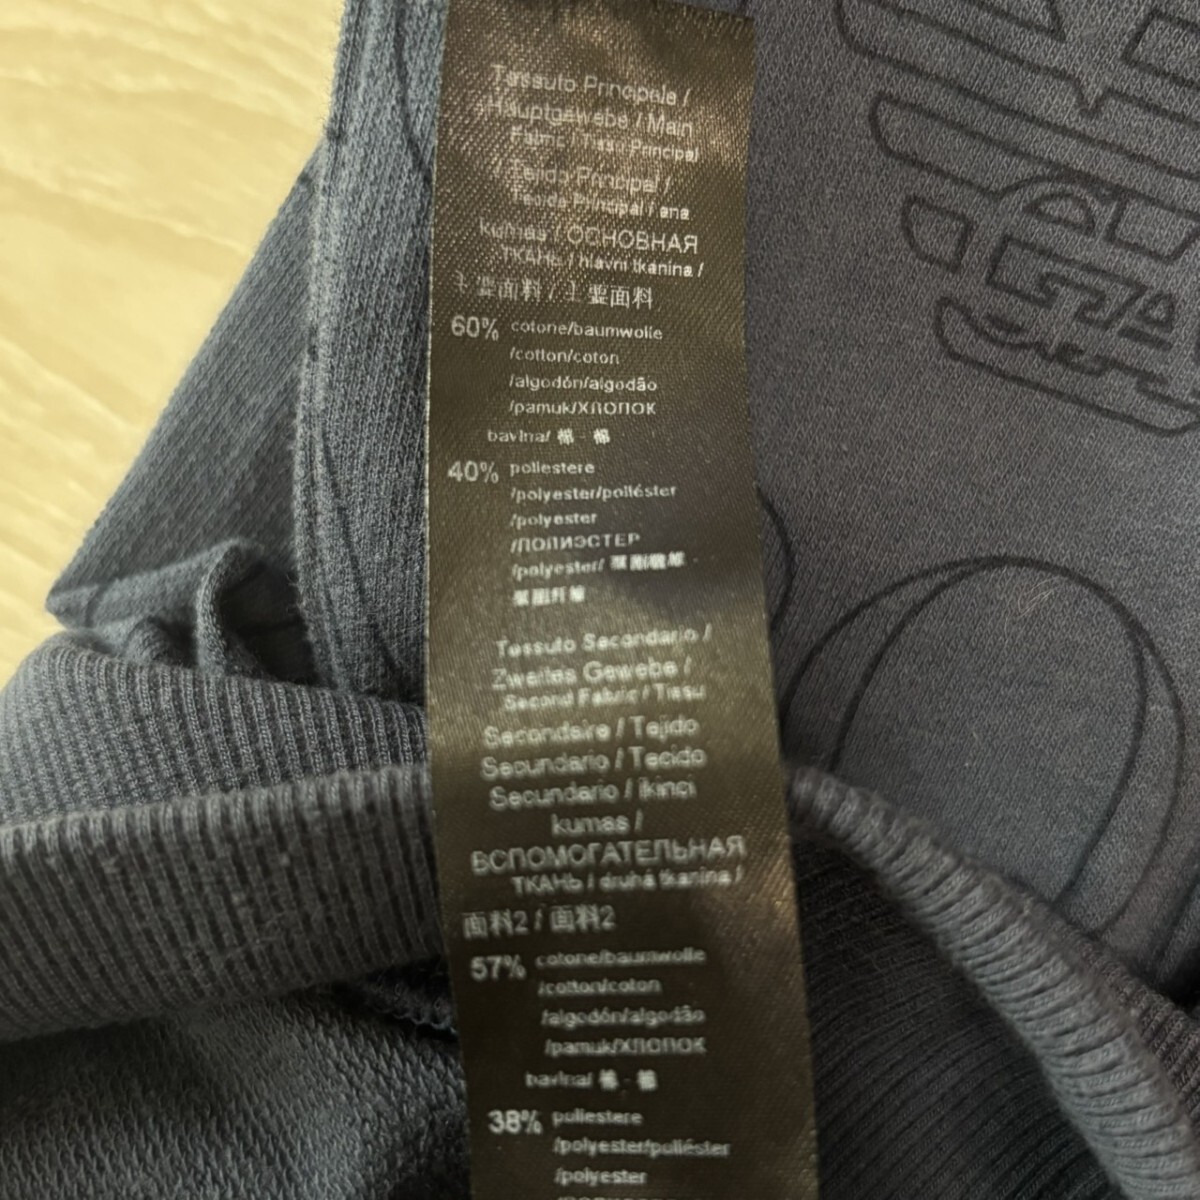 Tessuto Principale /
Hauptgewebe / Main
Fabric / Tissu Principal
/ Tejido Principal /
Tecido Principal / ana
kumas / ОСНОВНАЯ
ТКАНЬ / hlavní tkanina /
主要面料 / 主要面料
60% cotone/baumwolle
/cotton/coton
/algodón/algodão
/pamuk/ХЛОПОК
bavlna/ 棉 - 棉
40% poliestere
/polyester/poliéster
/polyester
/ПОЛИЭСТЕР
/polyester/
Tessuto Secondario /
Zweites Gewebe /
Second Fabric / Tissu
Secondaire / Tejido
Secundario / Tecido
Secundario / ikinci
kumas /
ВСПОМОГАТЕЛЬНАЯ
ТКАНЬ / druhá tkanina /
面料2 / 面料2
57% cotone/baumwolle
/cotton/coton
/algodón/algodão
/pamuk/ХЛОПОК
bavlna/ 棉 - 棉
38% poliestere
/polyester/poliéster
/polyester